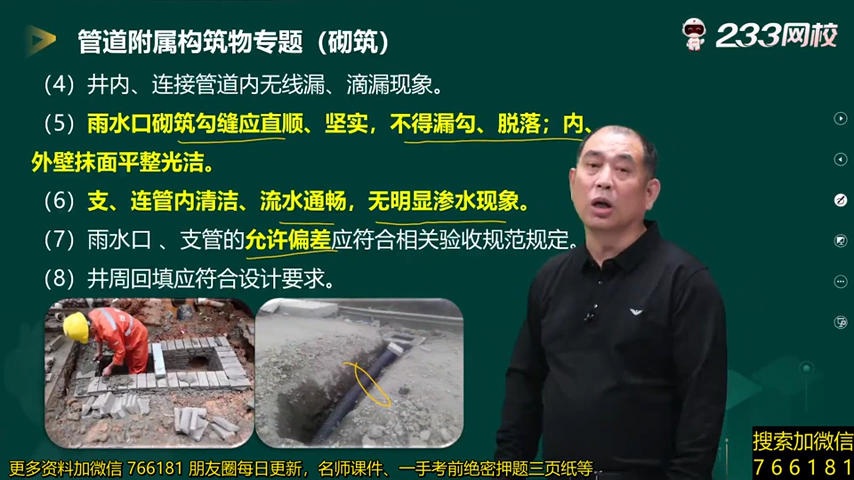 管道附属构筑物专题（砌筑）
233网校
（4）井内、连接管道内无线漏、滴漏现象。
（5）雨水口砌筑勾缝应直顺、坚实，不得漏勾、脱落；内、
外壁抹面平整光洁。
（6）支、连管内清洁、流水通畅，无明显渗水现象。
（7）雨水口 、支管的允许偏差应符合相关验收规范规定。
（8）井周回填应符合设计要求。
搜索加微信
766181
更多资料加微信 766181 朋友圈每日更新，名师课件、一手考前绝密押题三页纸等